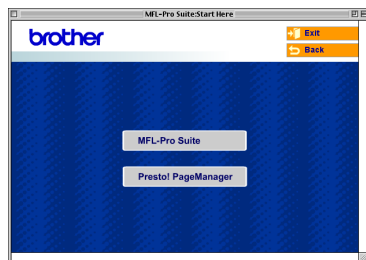 MFL-Pro Suite:Start Here
brother
Exit
Back
MFL-Pro Suite
Presto! PageManager